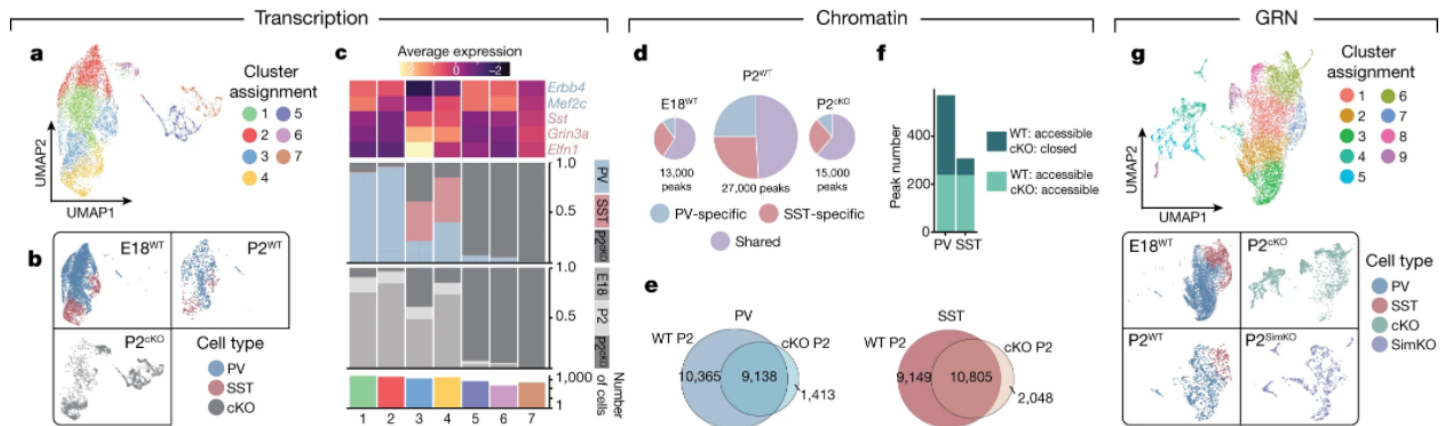 Transcription
Chromatin
GRN
a
UMAP2
UMAP1
Cluster
assignment
1 5
2 6
3 7
4
b
E18WT
P2WT
P2cKO
Cell type
PV
SST
cKO
c
Average expression
2 0 −2
Erbb4
Mef2c
Sst
Grin3a
Elfn1
1.0
0.5
PV
SST
P2cKO
1.0
0.5
E18
P2
P2cKO
1,000
1
Number
of cells
1 2 3 4 5 6 7
d
P2WT
E18WT
P2cKO
13,000
peaks
27,000 peaks
15,000
peaks
PV-specific
SST-specific
Shared
e
PV
WT P2
cKO P2
10,365
9,138
1,413
SST
WT P2
cKO P2
9,149
10,805
2,048
f
Peak number
400
200
0
PV SST
WT: accessible
cKO: closed
WT: accessible
cKO: accessible
g
UMAP2
UMAP1
Cluster
assignment
1 6
2 7
3 8
4 9
5
E18WT
P2cKO
P2WT
P2SimKO
Cell type
PV
SST
cKO
SimKO